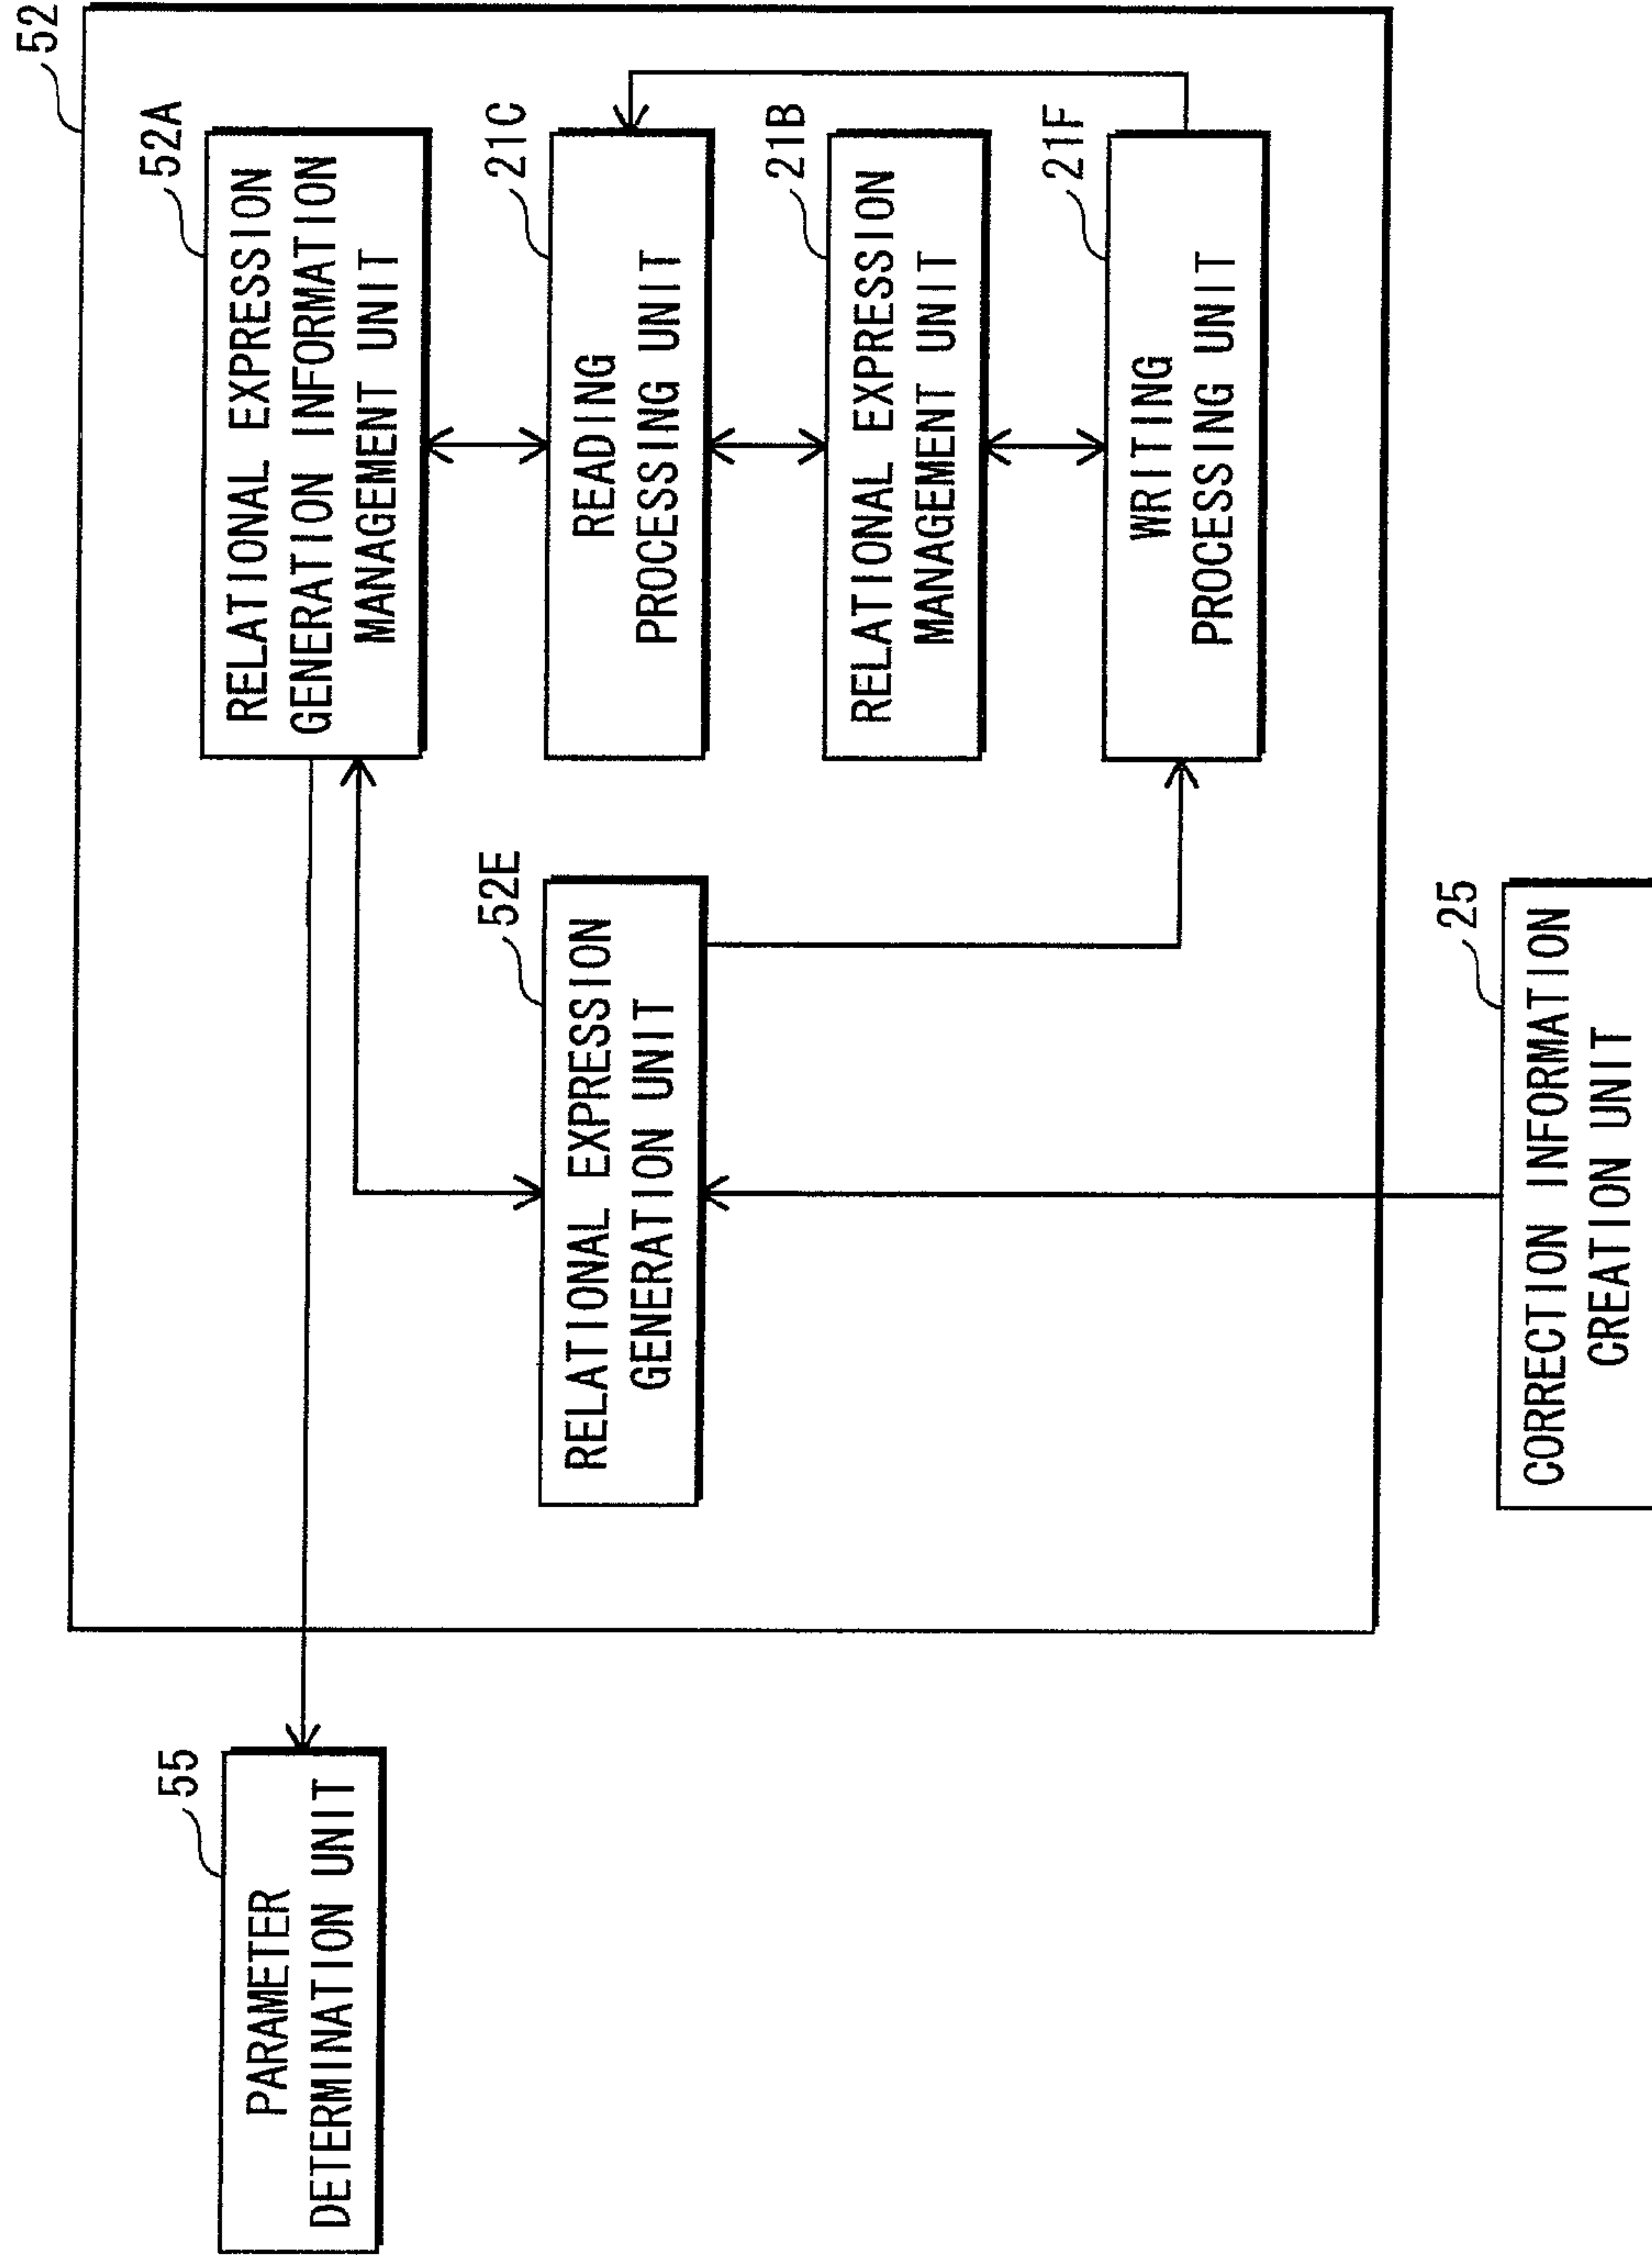 52
52A
RELATIONAL EXPRESSION
GENERATION INFORMATION
MANAGEMENT UNIT
21C
READING
PROCESSING UNIT
21B
RELATIONAL EXPRESSION
MANAGEMENT UNIT
21F
WRITING
PROCESSING UNIT
52E
RELATIONAL EXPRESSION
GENERATION UNIT
25
CORRECTION INFORMATION
CREATION UNIT
55
PARAMETER
DETERMINATION UNIT